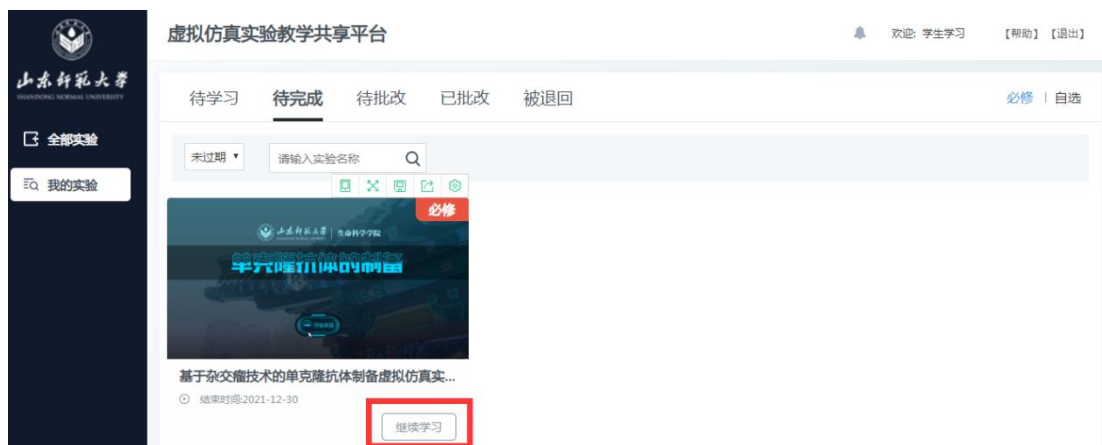 山东师范大学
SHANDONG NORMAL UNIVERSITY
全部实验
我的实验
虚拟仿真实验教学共享平台
欢迎: 学生学习 【帮助】 【退出】
待学习 待完成 待批改 已批改 被退回
必修 | 自选
未过期 请输入实验名称
必修
山东师范大学 | 生命科学学院
单克隆抗体的制备
开始实验
基于杂交瘤技术的单克隆抗体制备虚拟仿真实...
结束时间:2021-12-30
继续学习